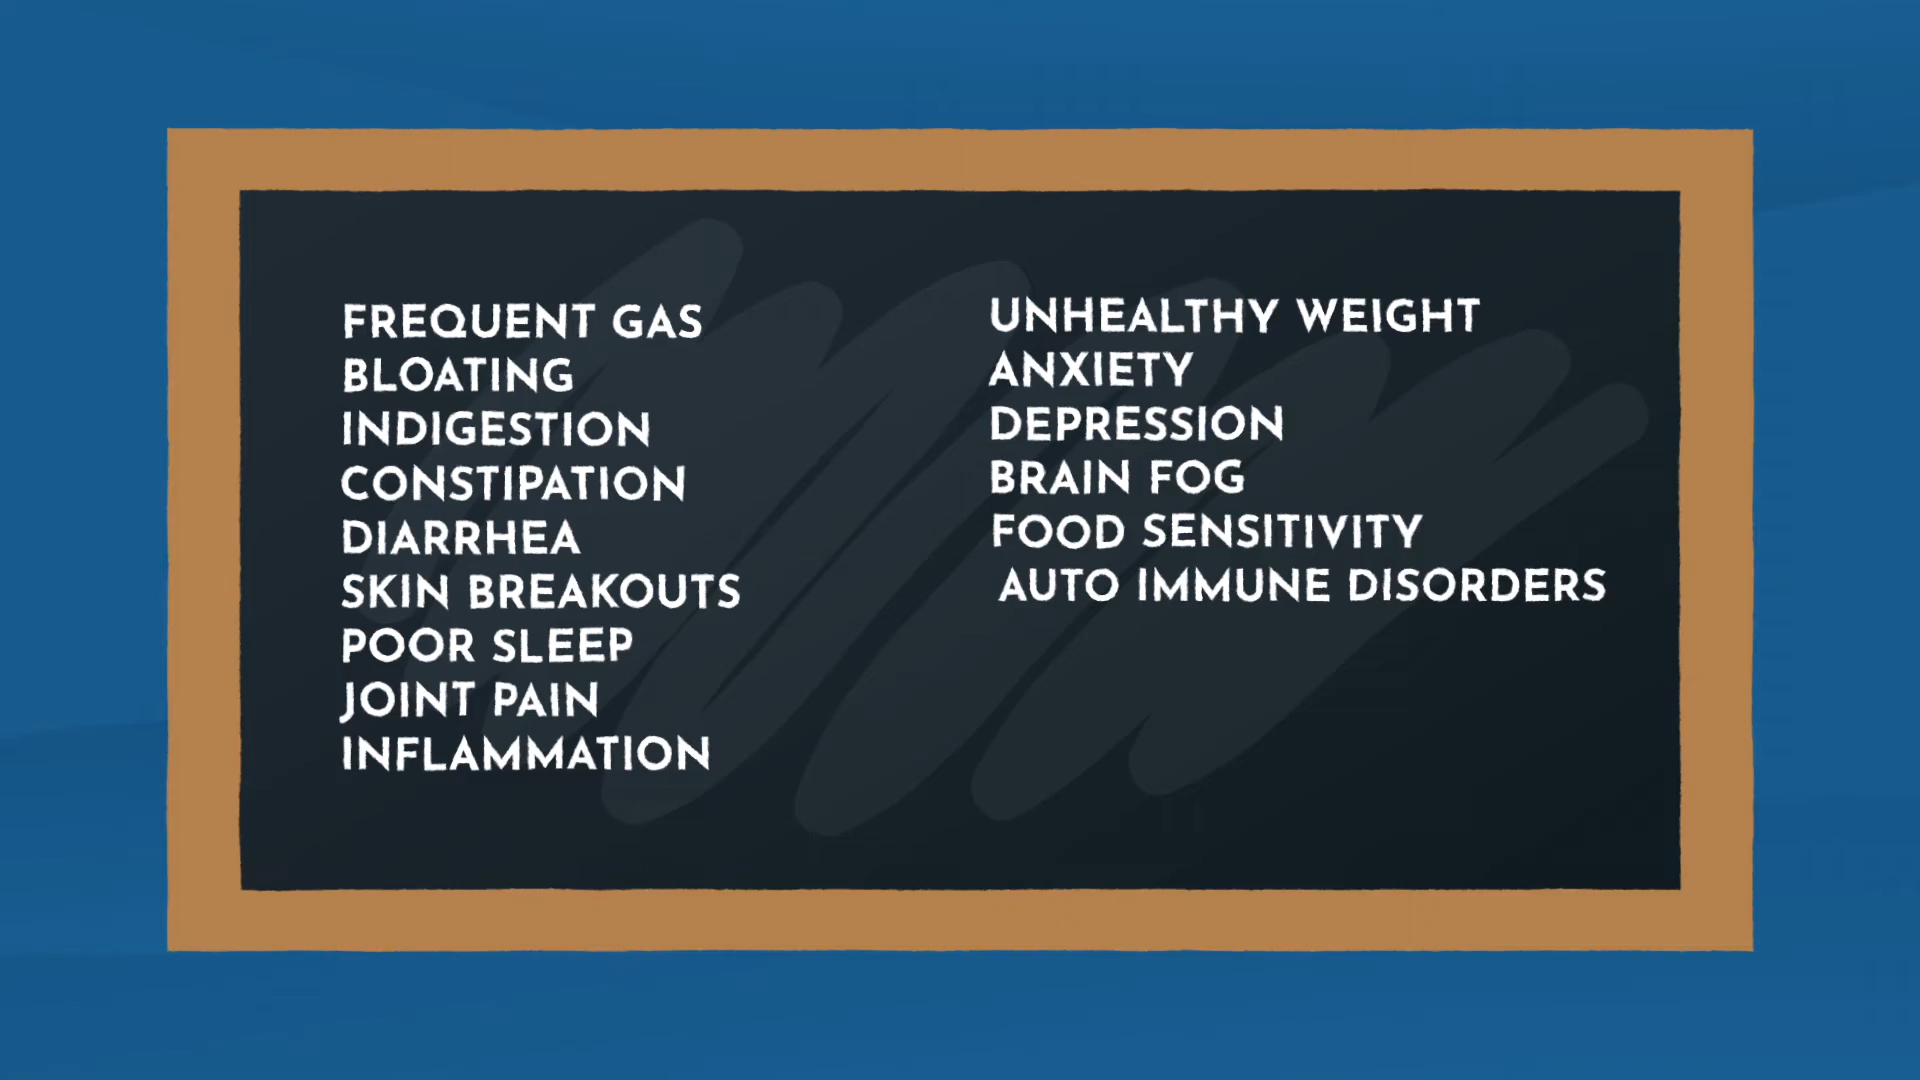 FREQUENT GAS
BLOATING
INDIGESTION
CONSTIPATION
DIARRHEA
SKIN BREAKOUTS
POOR SLEEP
JOINT PAIN
INFLAMMATION
UNHEALTHY WEIGHT
ANXIETY
DEPRESSION
BRAIN FOG
FOOD SENSITIVITY
AUTO IMMUNE DISORDERS